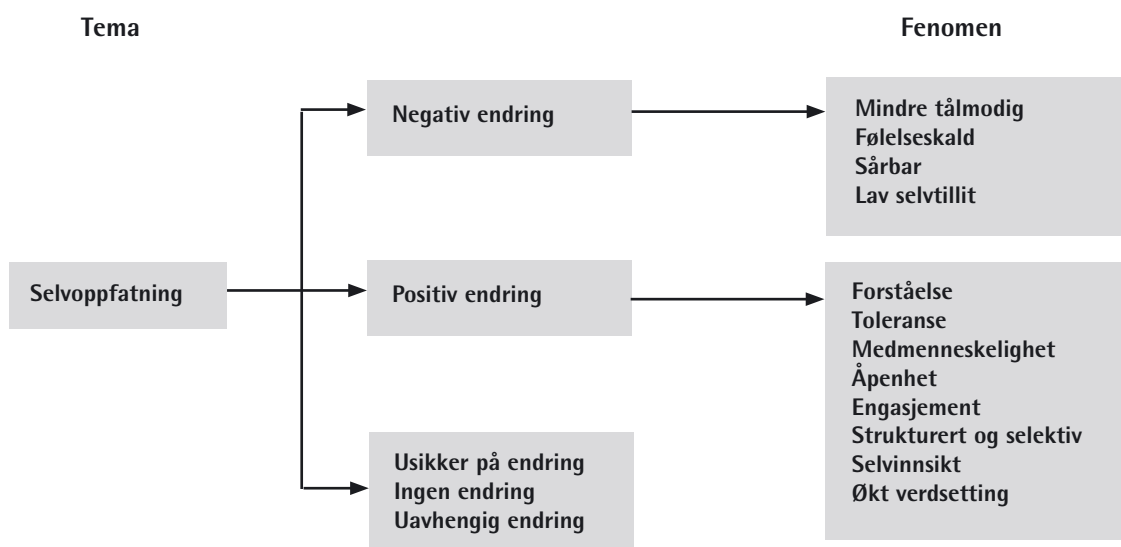 Tema
Fenomen
Selvoppfatning
Negativ endring
Mindre tålmodig
Følelseskald
Sårbar
Lav selvtillit
Positiv endring
Forståelse
Toleranse
Medmenneskelighet
Åpenhet
Engasjement
Strukturert og selektiv
Selvinnsikt
Økt verdsetting
Usikker på endring
Ingen endring
Uavhengig endring